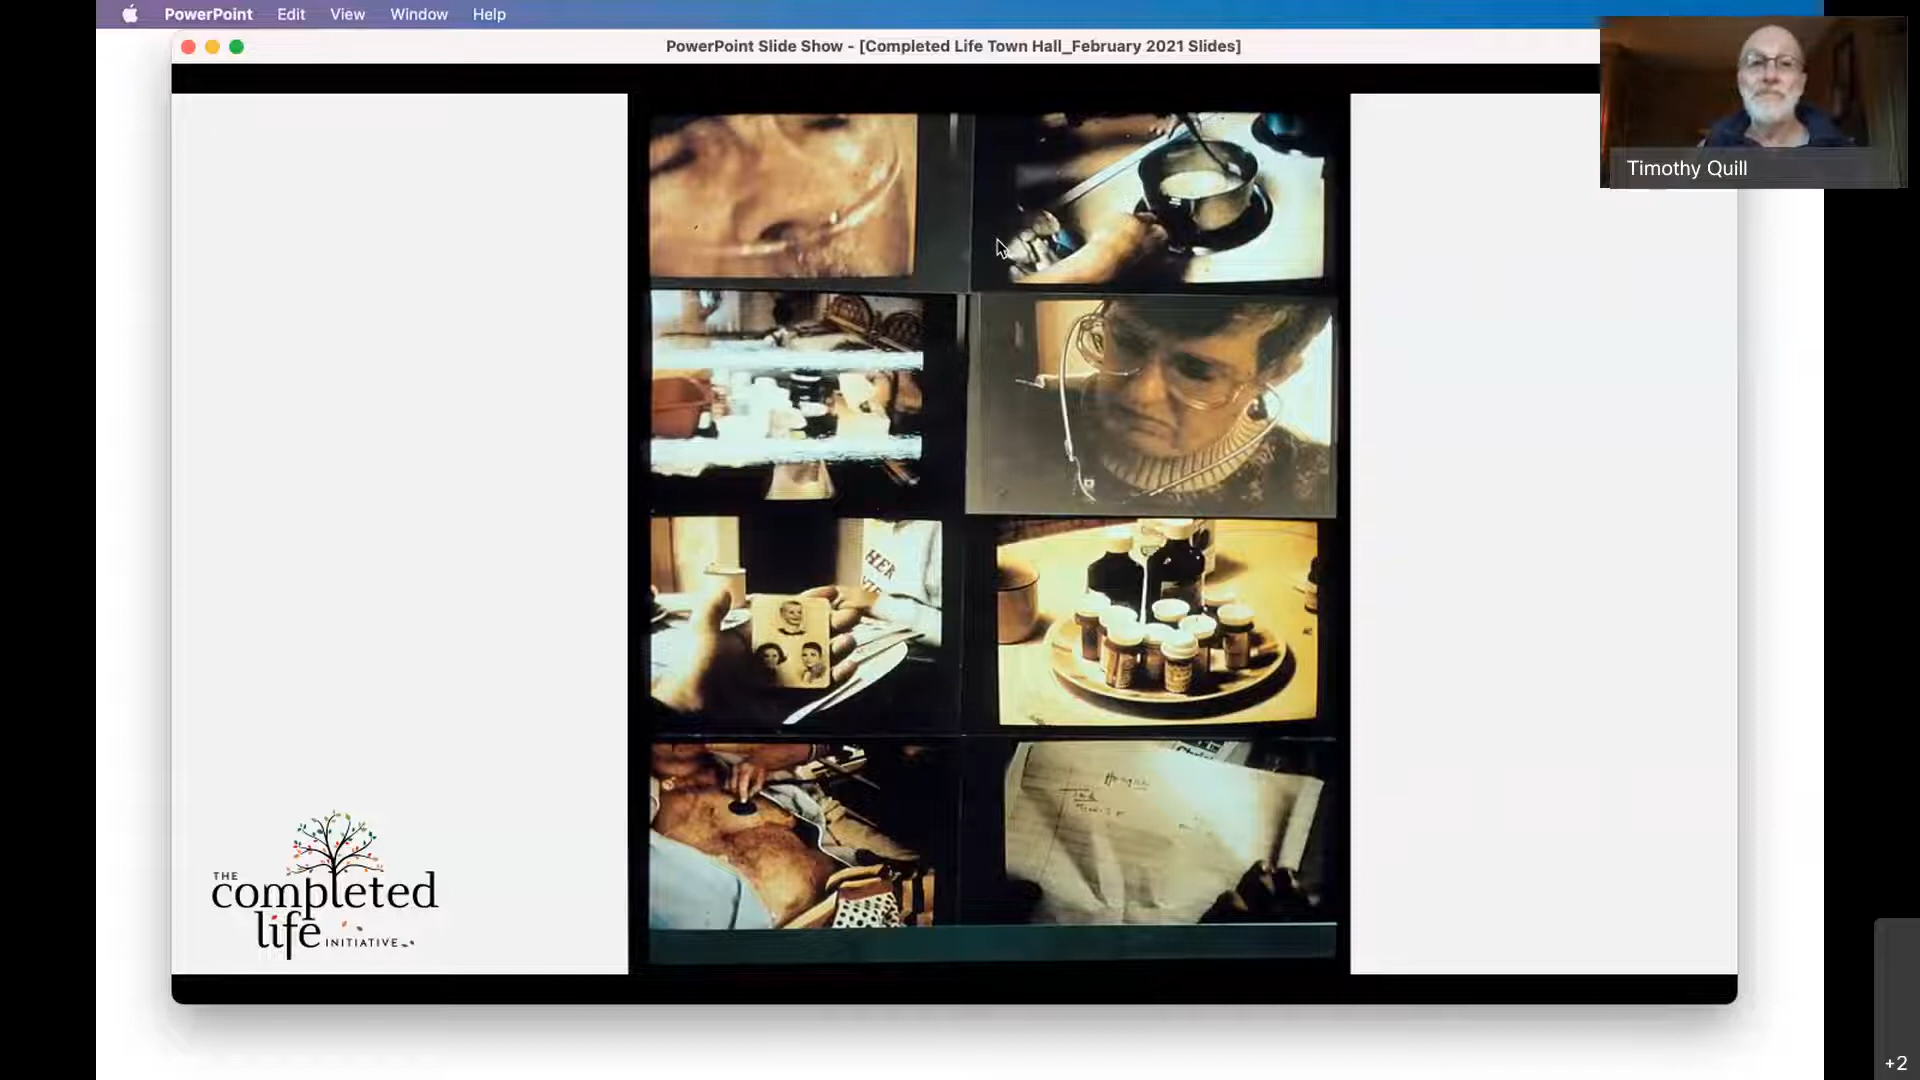 PowerPoint Edit View Window Help
PowerPoint Slide Show - [Completed Life Town Hall_February 2021 Slides]
Timothy Quill
HER
THE
completed
life INITIATIVE
+2